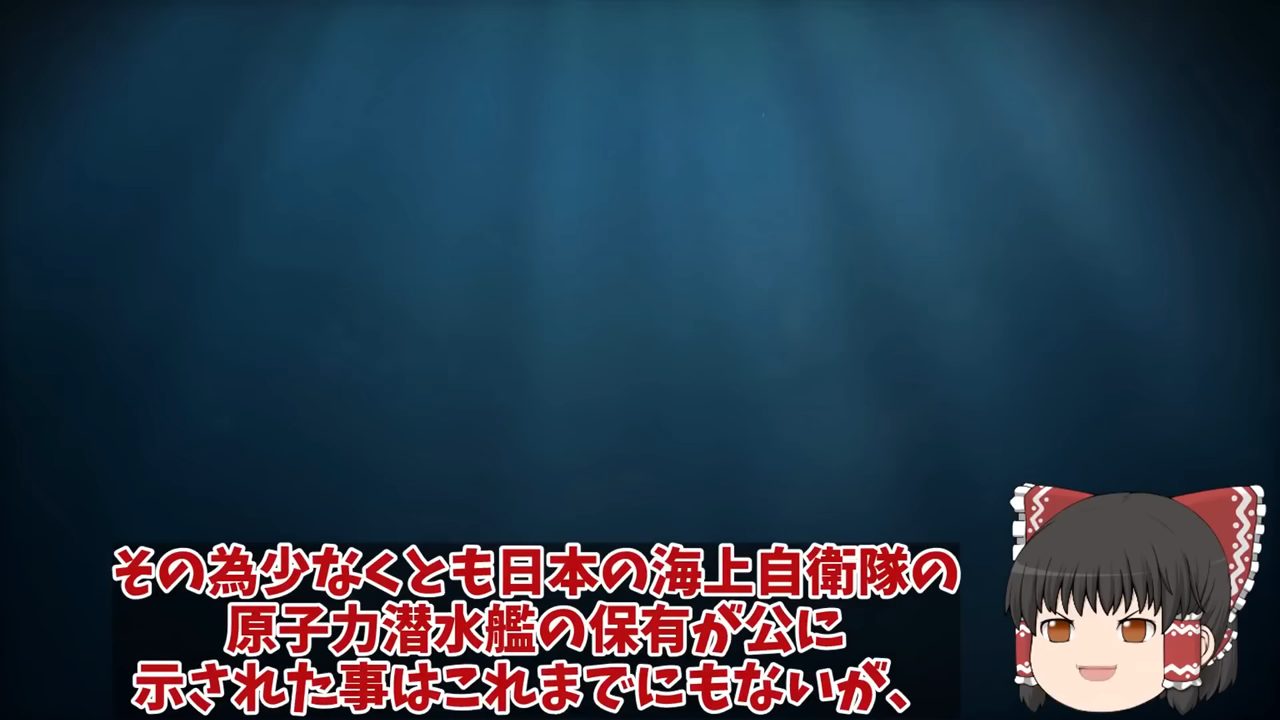 その為少なくとも日本の海上自衛隊の
原子力潜水艦の保有が公に
示された事はこれまでにもないが、